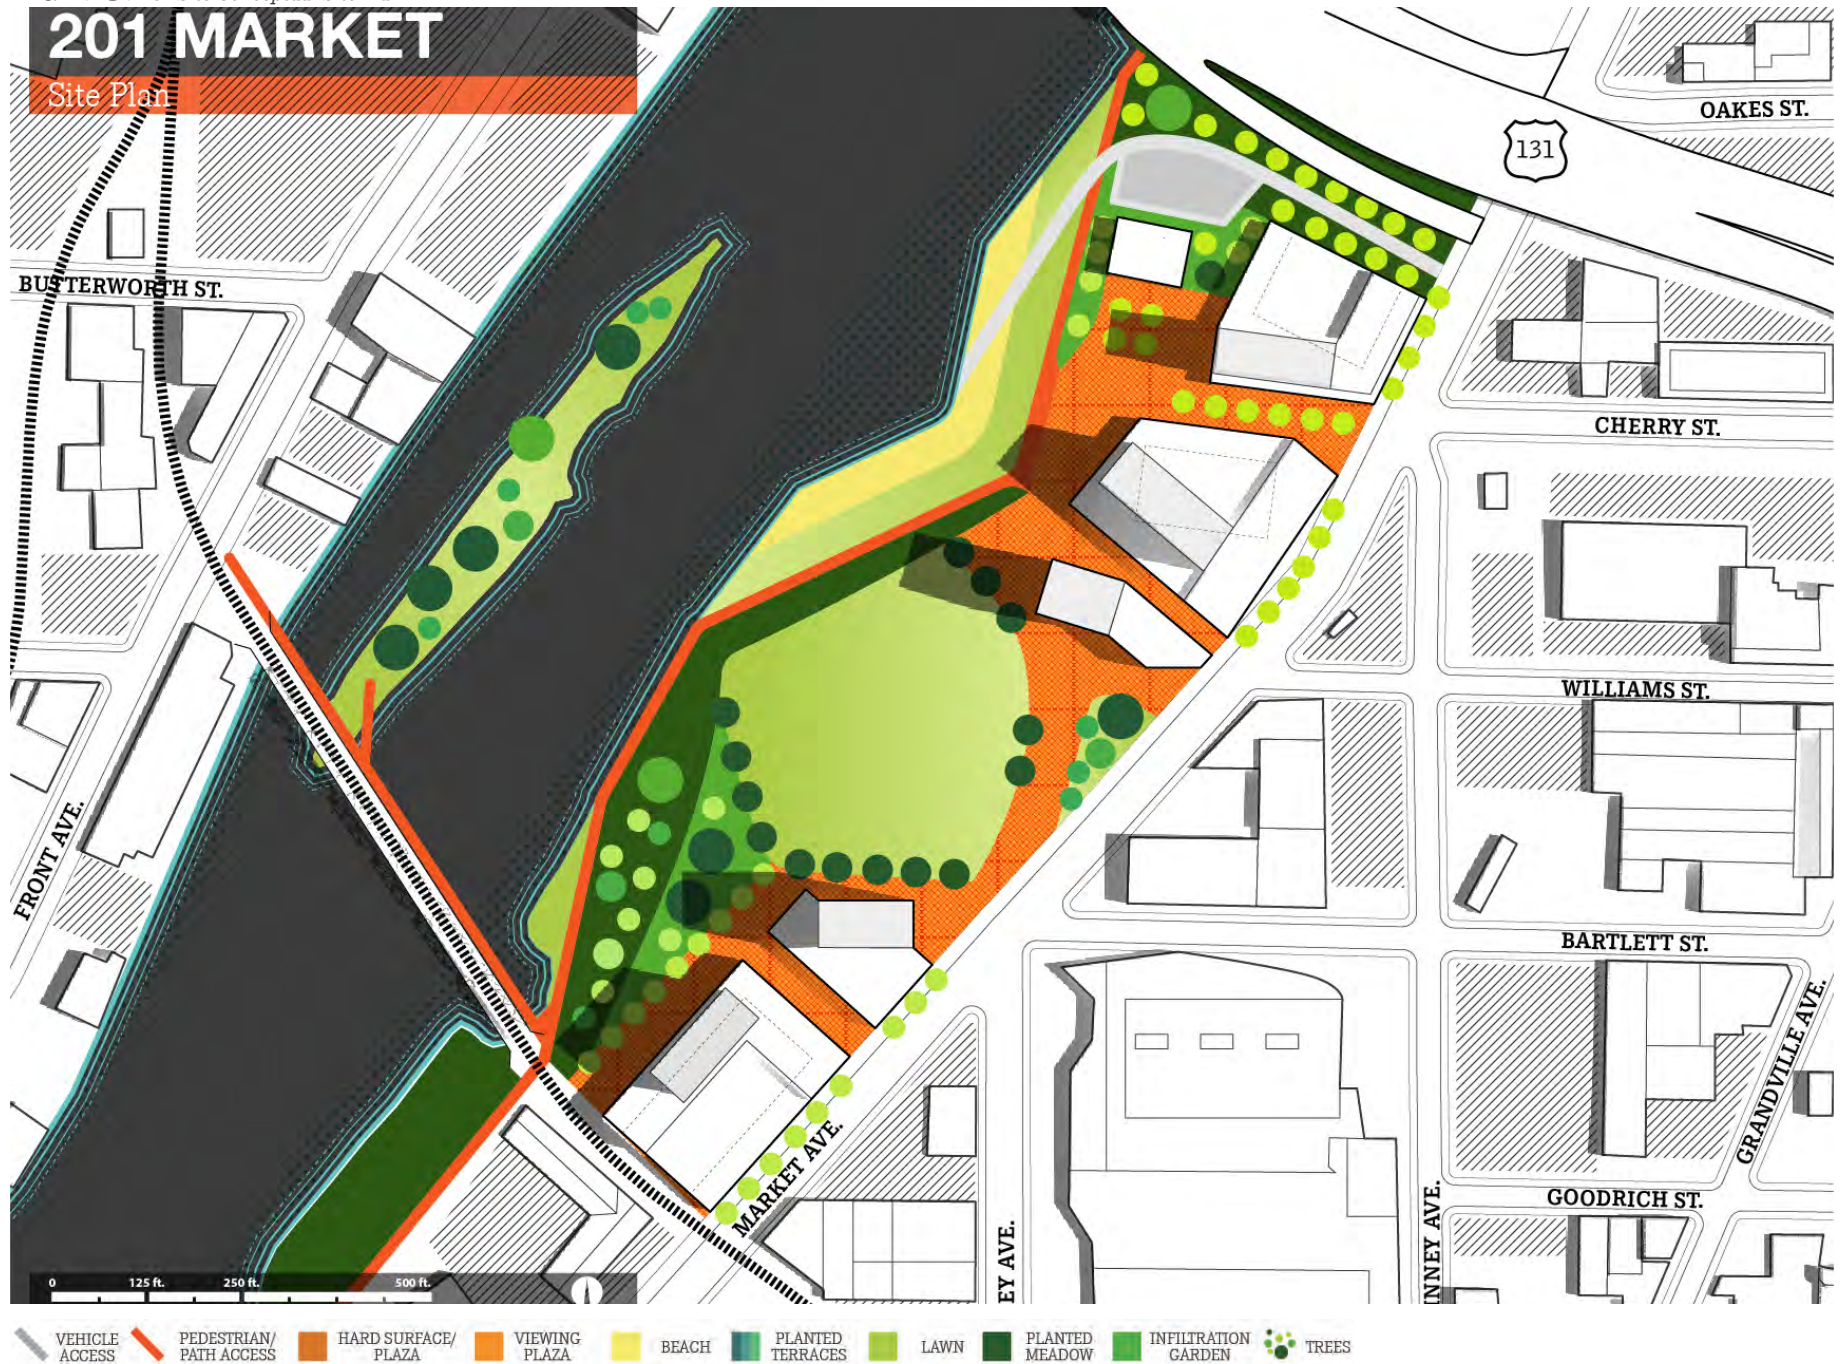 201 MARKET
Site Plan
OAKES ST.
131
BUTTERWORTH ST.
CHERRY ST.
WILLIAMS ST.
FRONT AVE.
BARTLETT ST.
GRANDVILLE AVE.
MARKET AVE.
GOODRICH ST.
EY AVE.
INNEY AVE.
0 125 ft. 250 ft. 500 ft.
VEHICLE
ACCESS
PEDESTRIAN/
PATH ACCESS
HARD SURFACE/
PLAZA
VIEWING
PLAZA
BEACH
PLANTED
TERRACES
LAWN
PLANTED
MEADOW
INFILTRATION
GARDEN
TREES